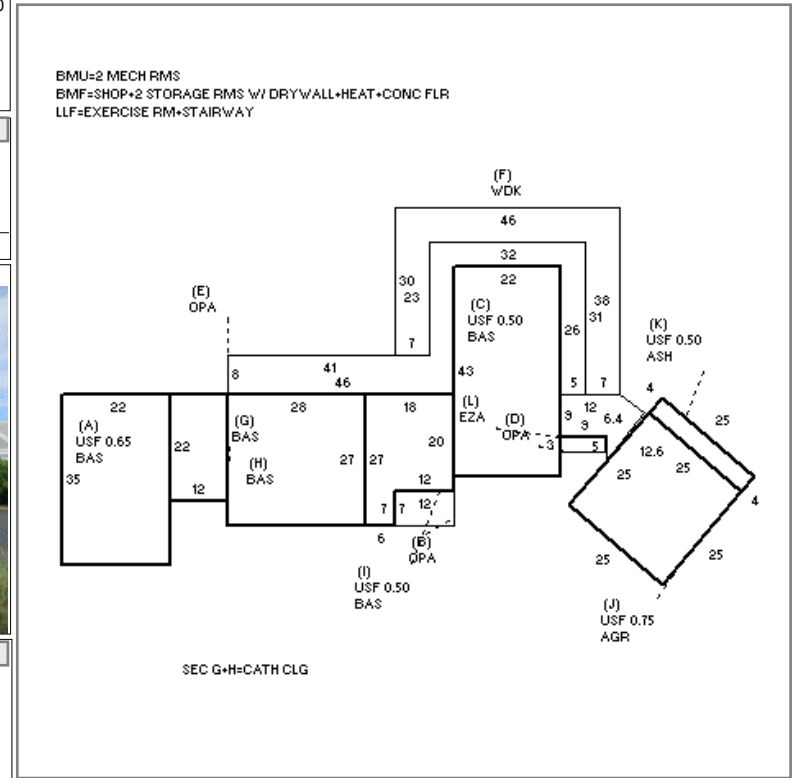 BMU=2 MECH RMS
BMF=SHOP+2 STORAGE RMS W/ DRYWALL+HEAT+CONC FLR
LLF=EXERCISE RM+STAIRWAY
(F)
WDK
46
32
22
30
23
7
(C)
USF 0.50
BAS
38
31
26
(E)
OPA
(K)
USF 0.50
ASH
41
46
8
43
5
7
4
22
28
18
(L)
EZA
(D)
OPA
9
12
9
6.4
25
(A)
USF 0.65
BAS
22
(G)
BAS
(H)
BAS
20
3
5
12.6
25
25
35
27
27
12
12
7
7
12
4
6
(B)
OPA
25
25
(I)
USF 0.50
BAS
(J)
USF 0.75
AGR
SEC G+H=CATH CLG